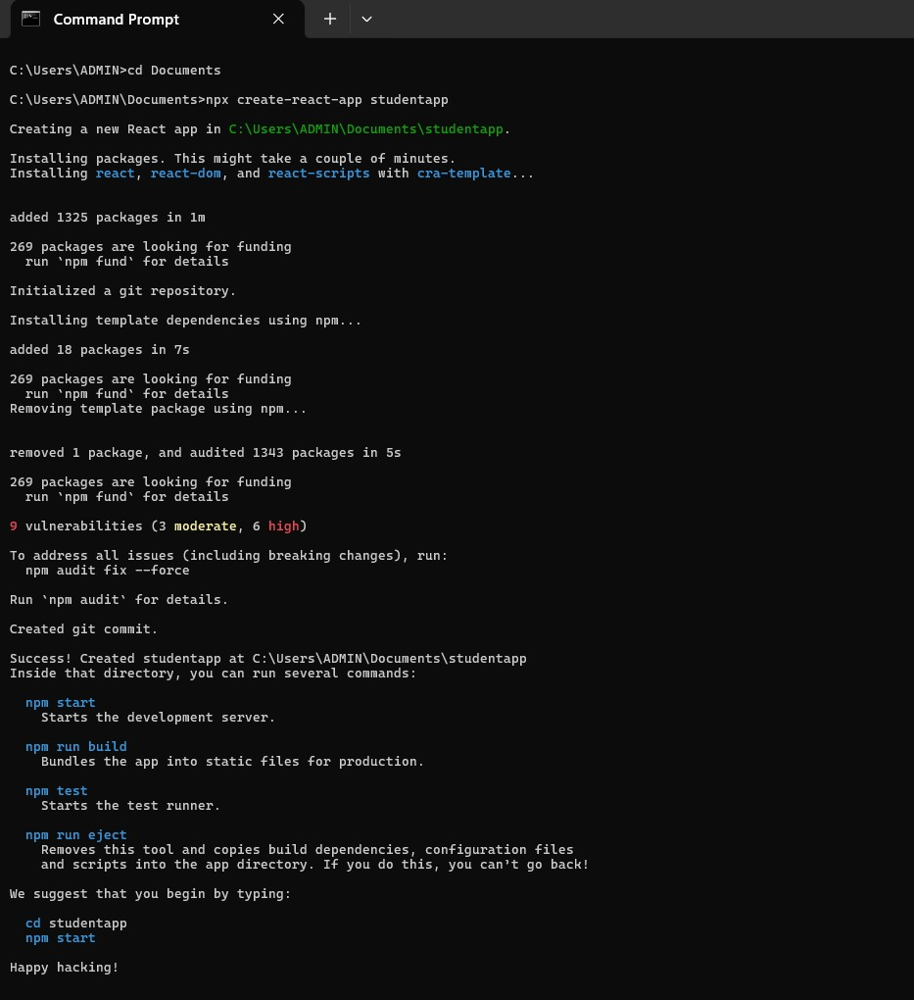 Command Prompt
C:\Users\ADMIN>cd Documents
C:\Users\ADMIN\Documents>npx create-react-app studentapp
Creating a new React app in C:\Users\ADMIN\Documents\studentapp.
Installing packages. This might take a couple of minutes.
Installing react, react-dom, and react-scripts with cra-template...
added 1325 packages in 1m
269 packages are looking for funding
  run `npm fund` for details
Initialized a git repository.
Installing template dependencies using npm...
added 18 packages in 7s
269 packages are looking for funding
  run `npm fund` for details
Removing template package using npm...
removed 1 package, and audited 1343 packages in 5s
269 packages are looking for funding
  run `npm fund` for details
9 vulnerabilities (3 moderate, 6 high)
To address all issues (including breaking changes), run:
  npm audit fix --force
Run `npm audit` for details.
Created git commit.
Success! Created studentapp at C:\Users\ADMIN\Documents\studentapp
Inside that directory, you can run several commands:
  npm start
    Starts the development server.
  npm run build
    Bundles the app into static files for production.
  npm test
    Starts the test runner.
  npm run eject
    Removes this tool and copies build dependencies, configuration files
    and scripts into the app directory. If you do this, you can't go back!
We suggest that you begin by typing:
  cd studentapp
  npm start
Happy hacking!